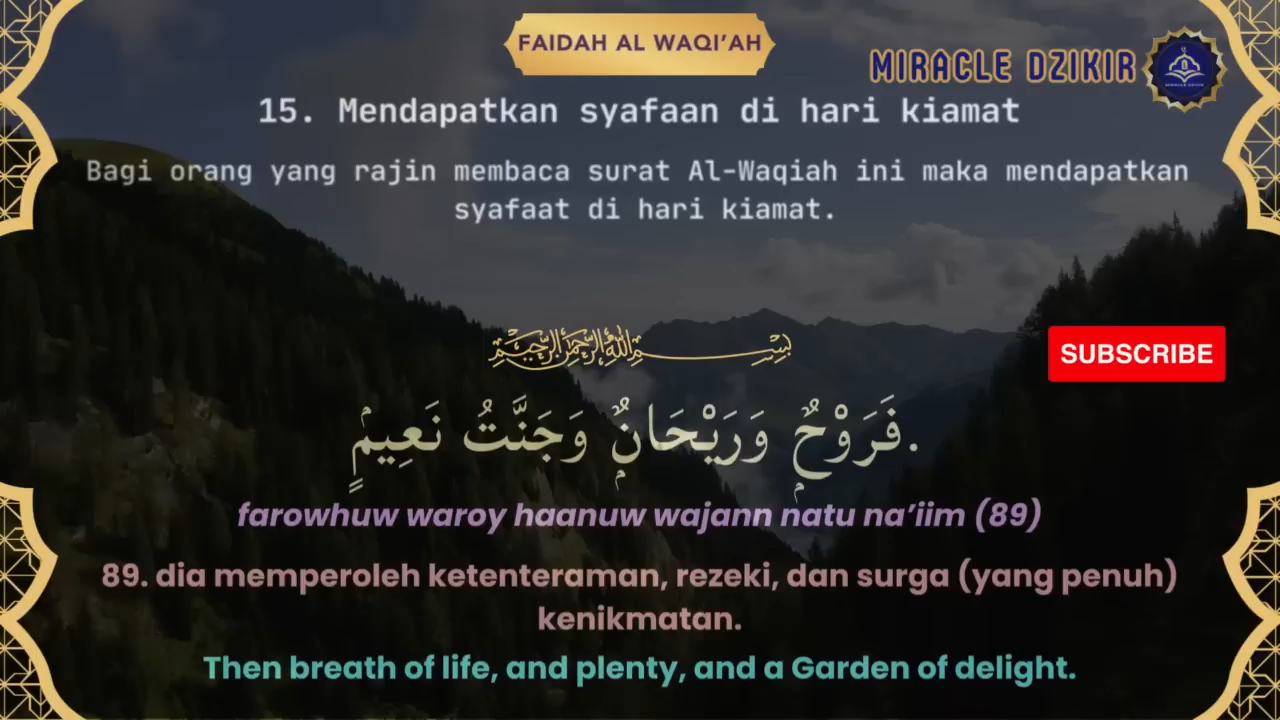 FAIDAH AL WAQI’AH
MIRACLE DZIKIR
15. Mendapatkan syafaan di hari kiamat
Bagi orang yang rajin membaca surat Al-Waqiah ini maka mendapatkan
syafaat di hari kiamat.
بِسْمِ اللَّهِ الرَّحْمَٰنِ الرَّحِيمِ
SUBSCRIBE
فَرَوْحٌۭ وَرَيْحَانٌۭ وَجَنَّتُ نَعِيمٍۢ.
farowhuw waroy haanuw wajann natu na’iim (89)
89. dia memperoleh ketenteraman, rezeki, dan surga (yang penuh)
kenikmatan.
Then breath of life, and plenty, and a Garden of delight.